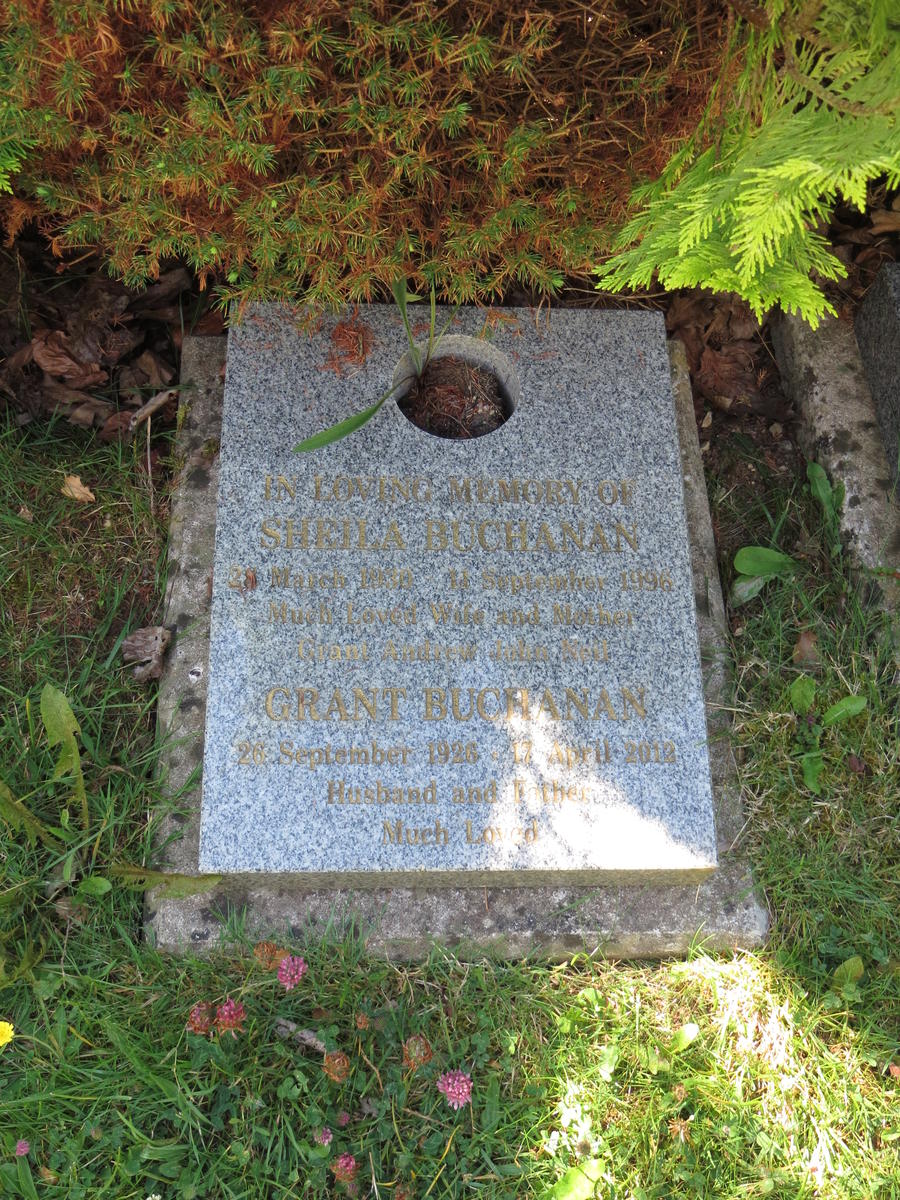 IN LOVING MEMORY OF
SHEILA BUCHANAN
March 11 September 1996
Much Loved Wife and Mother
Grant Andrew John Neil
GRANT BUCHANAN
26 September 1926 - 17 April 2012
Husband and Father
Much Loved